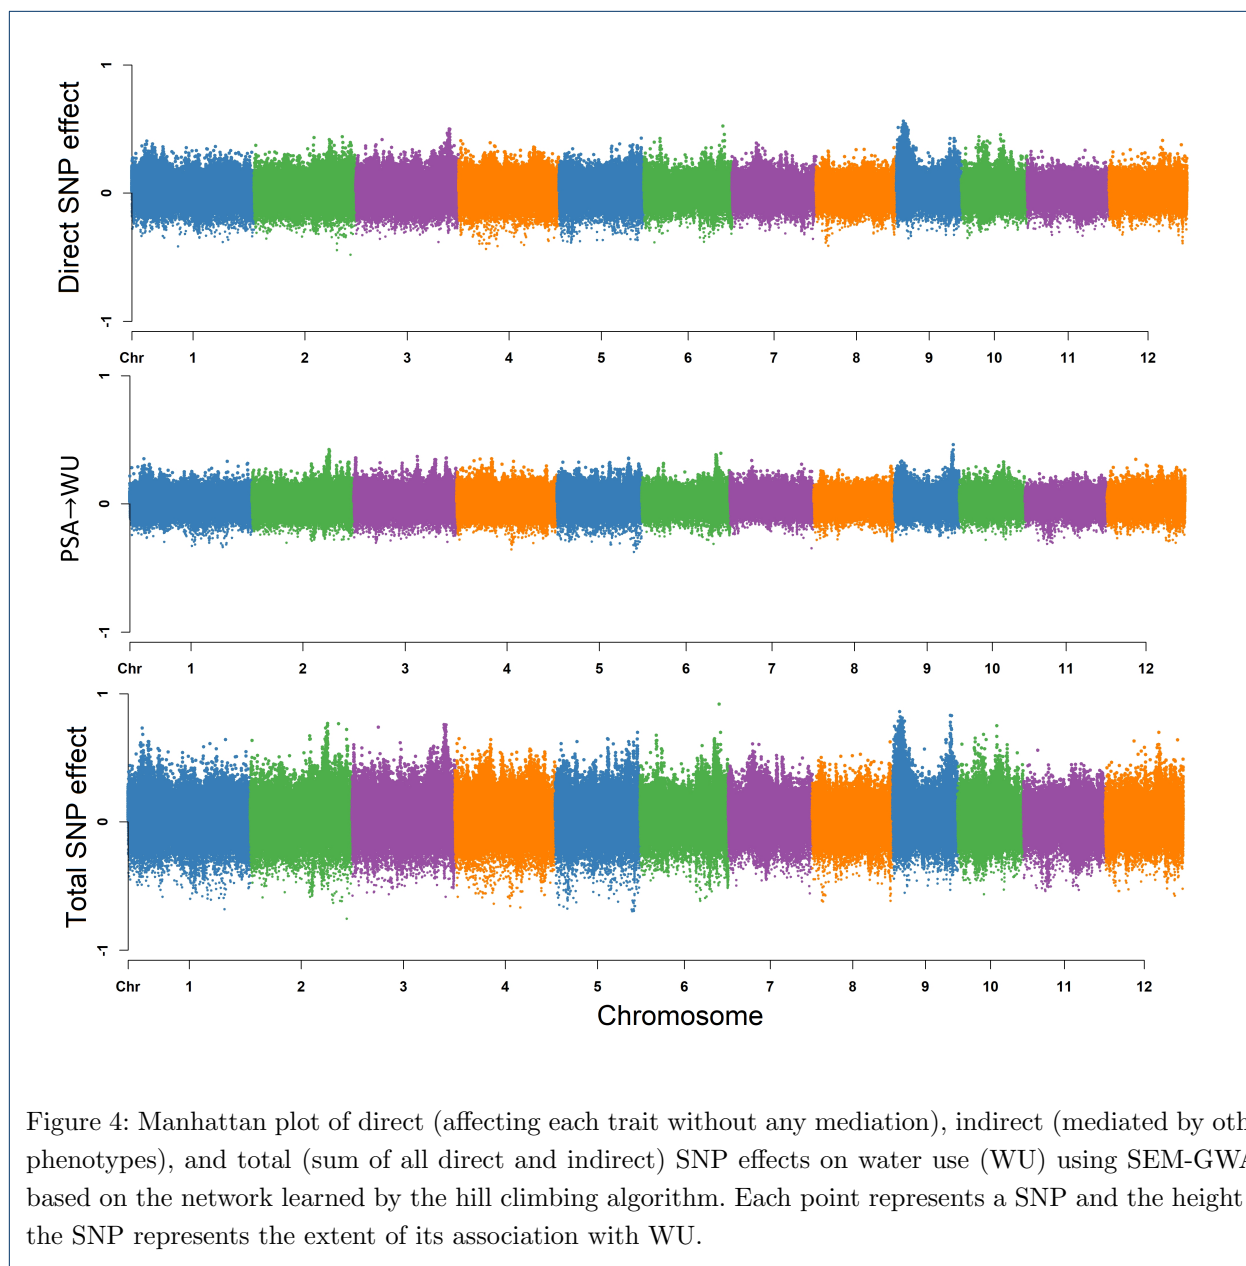 Direct SNP effect
1
0
-1
Chr 1 2 3 4 5 6 7 8 9 10 11 12
PSA→WU
1
0
-1
Chr 1 2 3 4 5 6 7 8 9 10 11 12
Total SNP effect
1
0
-1
Chr 1 2 3 4 5 6 7 8 9 10 11 12
Chromosome
Figure 4: Manhattan plot of direct (affecting each trait without any mediation), indirect (mediated by oth
phenotypes), and total (sum of all direct and indirect) SNP effects on water use (WU) using SEM-GWA
based on the network learned by the hill climbing algorithm. Each point represents a SNP and the height
the SNP represents the extent of its association with WU.